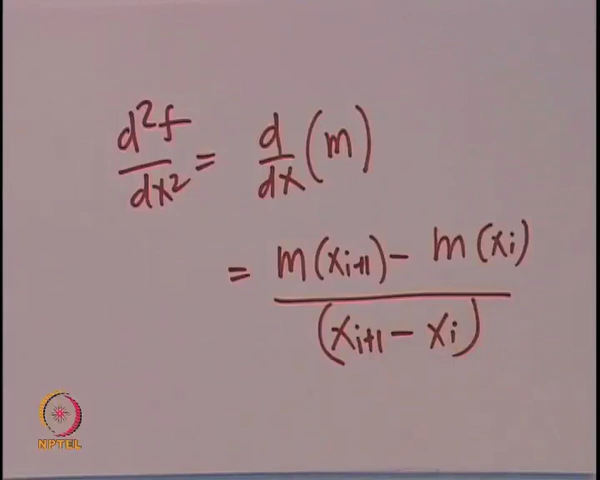 d²f/dx² = d/dx (m)
= m(xᵢ₊₁) − m(xᵢ) / (xᵢ₊₁ − xᵢ)
NPTEL